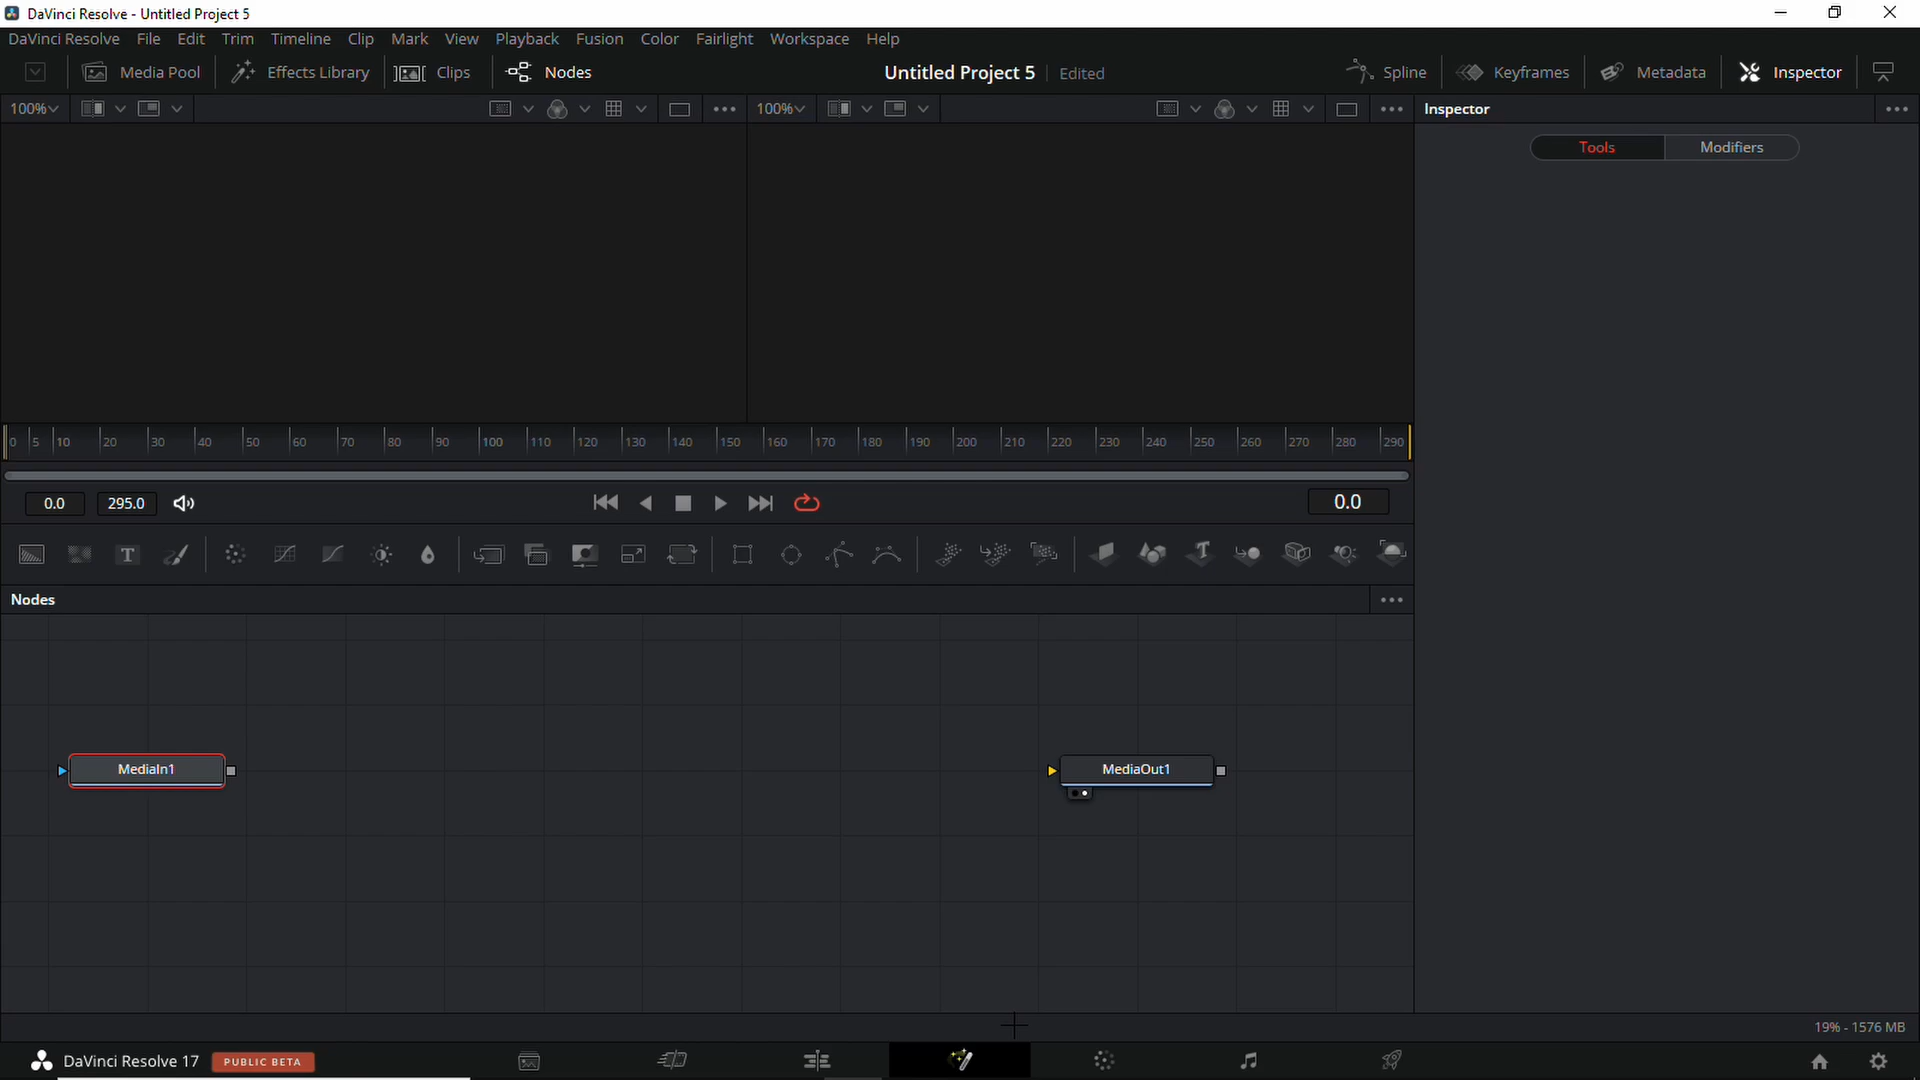 DaVinci Resolve - Untitled Project 5
DaVinci Resolve File Edit Trim Timeline Clip Mark View Playback Fusion Color Fairlight Workspace Help
Media Pool Effects Library Clips Nodes Untitled Project 5 Edited Spline Keyframes Metadata Inspector
100% 100% Inspector
Tools Modifiers
0 5 10 20 30 40 50 60 70 80 90 100 110 120 130 140 150 160 170 180 190 200 210 220 230 240 250 260 270 280 290
0.0 295.0 0.0
T T
Nodes
MediaIn1 MediaOut1
19% - 1576 MB
DaVinci Resolve 17 PUBLIC BETA